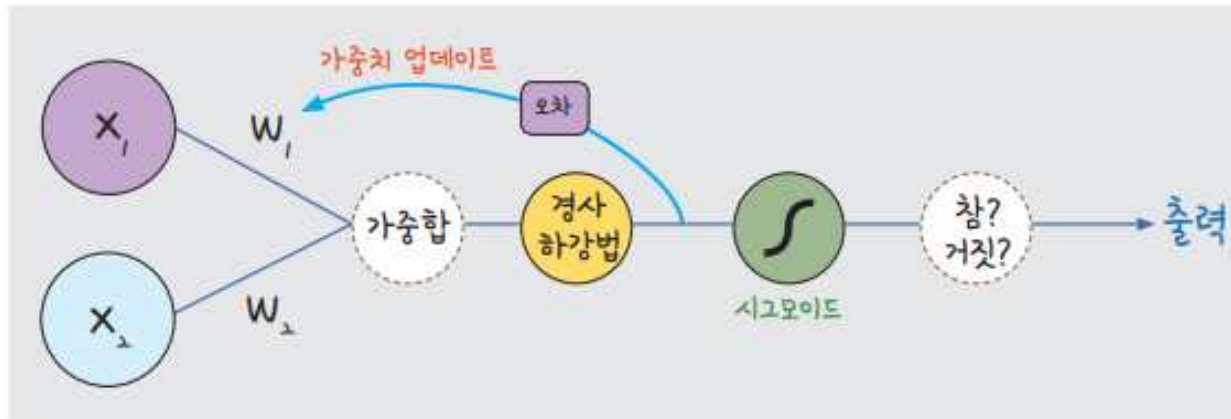 가중치 업데이트
오차
X₁
W₁
가중합
경사
하강법
참?
거짓?
출력
시그모이드
X₂
W₂